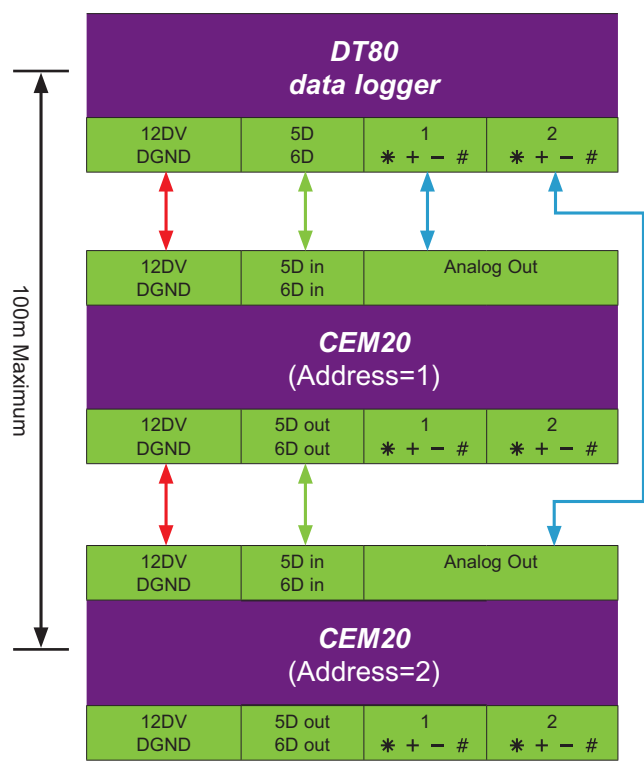 DT80
data logger
12DV 5D 1 2
DGND 6D * + − # * + − #
12DV 5D in Analog Out
DGND 6D in
CEM20
(Address=1)
12DV 5D out 1 2
DGND 6D out * + − # * + − #
12DV 5D in Analog Out
DGND 6D in
CEM20
(Address=2)
12DV 5D out 1 2
DGND 6D out * + − # * + − #
100m Maximum